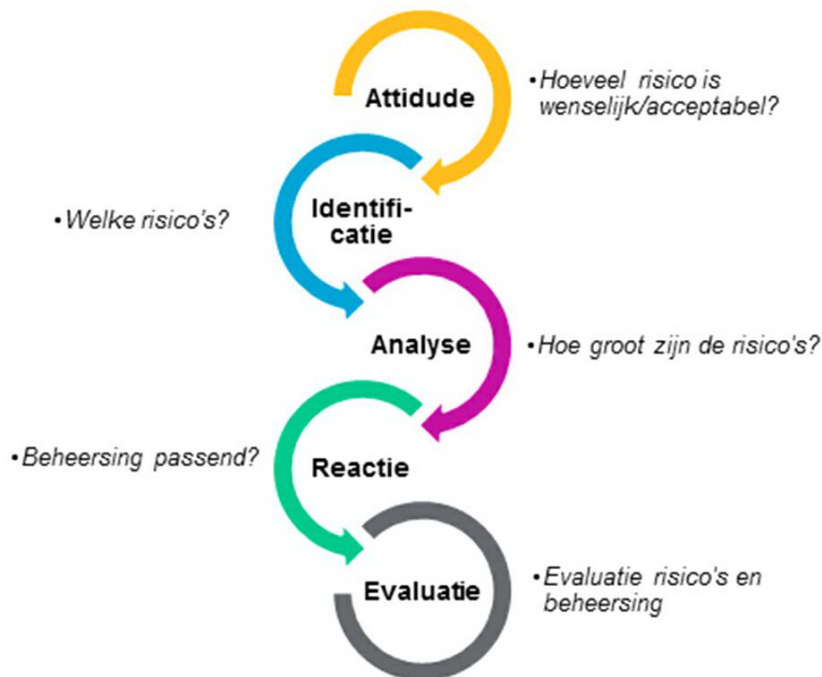 Attidude
•Hoeveel risico is
wenselijk/acceptabel?
Identifi-
catie
•Welke risico's?
Analyse
•Hoe groot zijn de risico's?
Reactie
•Beheersing passend?
Evaluatie
•Evaluatie risico's en
beheersing